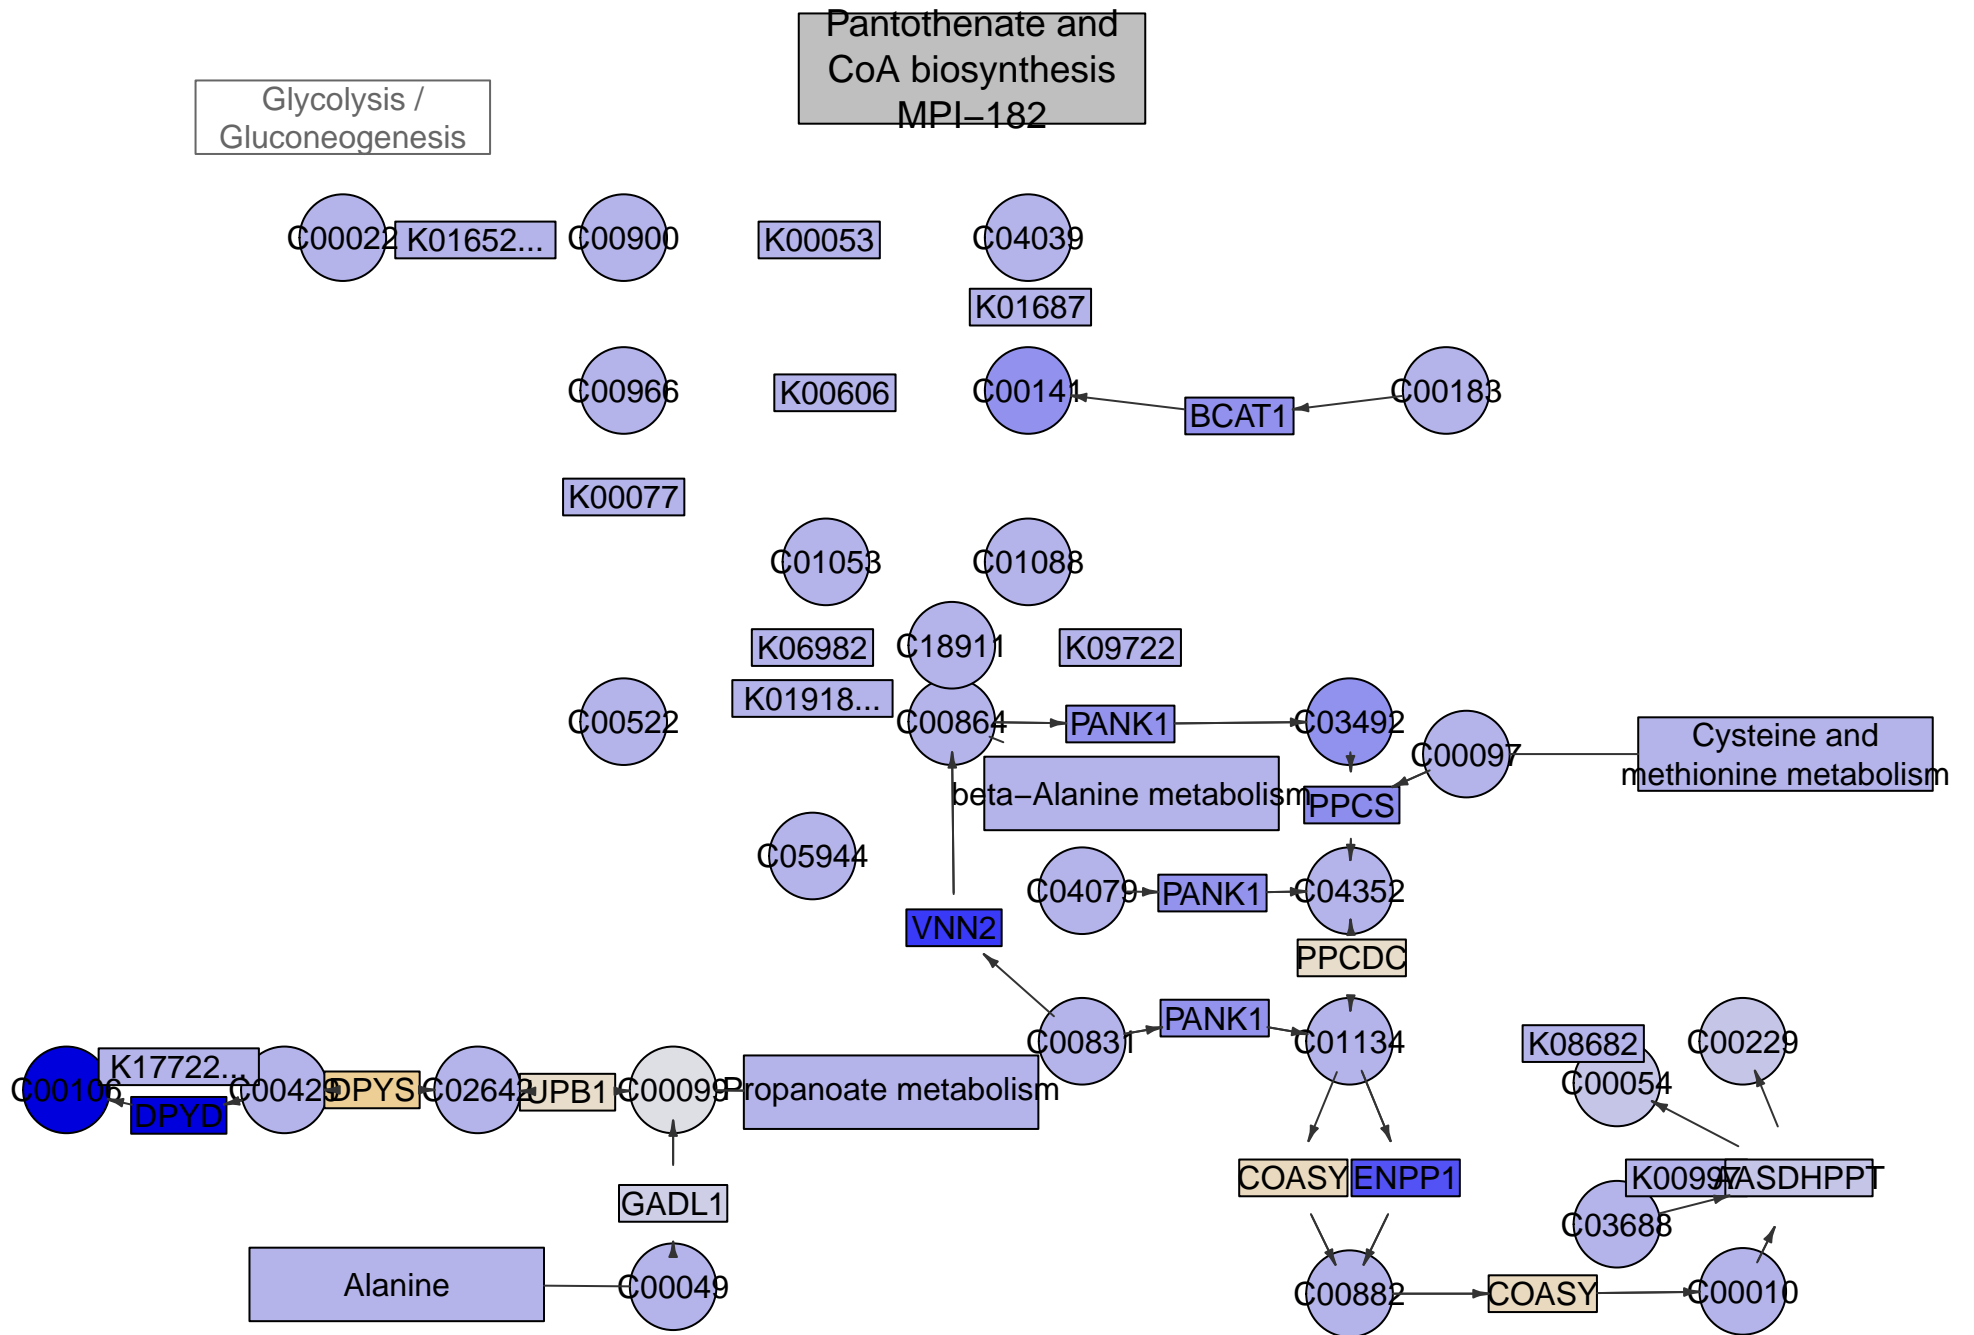 Pantothenate and
CoA biosynthesis
MPI−182
Glycolysis /
Gluconeogenesis
C00022
K01652...
C00900
K00053
C04039
K01687
C00966
K00606
C00141
BCAT1
C00183
K00077
C01053
C01088
K06982
C18911
K09722
K01918...
C00522
C00864
PANK1
C03492
C00097
Cysteine and
methionine metabolism
beta−Alanine metabolism
PPCS
C05944
C04079
PANK1
C04352
VNN2
PPCDC
C00831
PANK1
C01134
K08682
C00229
C00054
C00106
K17722...
DPYD
C00429
DPYS
C02642
UPB1
C00099
Propanoate metabolism
COASY
ENPP1
K00997
AASDHPPT
GADL1
C03688
Alanine
C00049
C00882
COASY
C00010